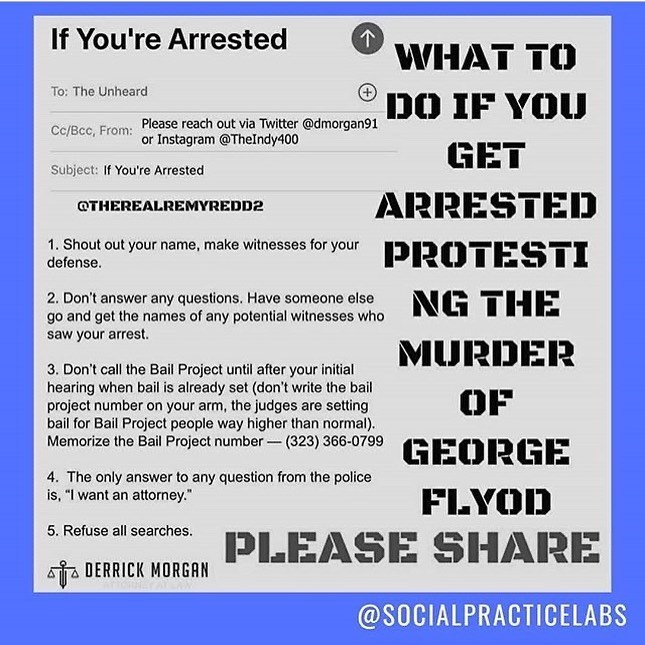 If You're Arrested
To: The Unheard
Cc/Bcc, From: Please reach out via Twitter @dmorgan91
or Instagram @TheIndy400
Subject: If You're Arrested
@THEREALREMYREDD2
1. Shout out your name, make witnesses for your
defense.
2. Don't answer any questions. Have someone else
go and get the names of any potential witnesses who
saw your arrest.
3. Don't call the Bail Project until after your initial
hearing when bail is already set (don't write the bail
project number on your arm, the judges are setting
bail for Bail Project people way higher than normal).
Memorize the Bail Project number — (323) 366-0799
4. The only answer to any question from the police
is, "I want an attorney."
5. Refuse all searches.
DERRICK MORGAN
ATTORNEY AT LAW
WHAT TO
DO IF YOU
GET
ARRESTED
PROTESTI
NG THE
MURDER
OF
GEORGE
FLYOD
PLEASE SHARE
@SOCIALPRACTICELABS